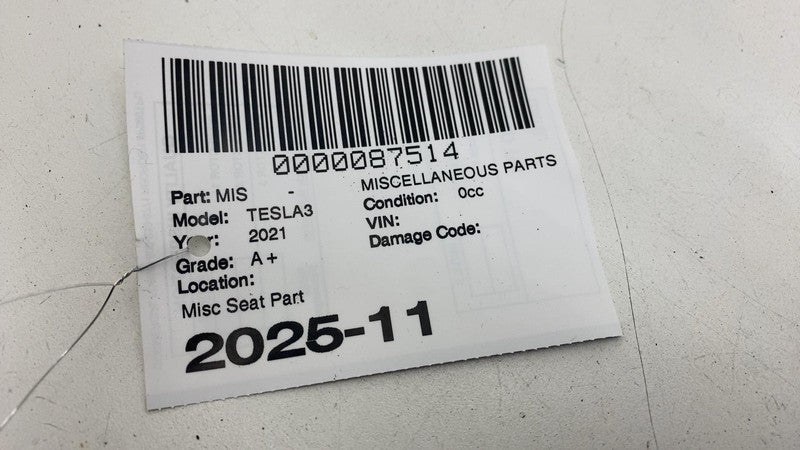 0000087514
Part: MIS - MISCELLANEOUS PARTS
Model: TESLA3 Condition: 0cc
Year: 2021 VIN:
Grade: A+ Damage Code:
Location:
Misc Seat Part
2025-11